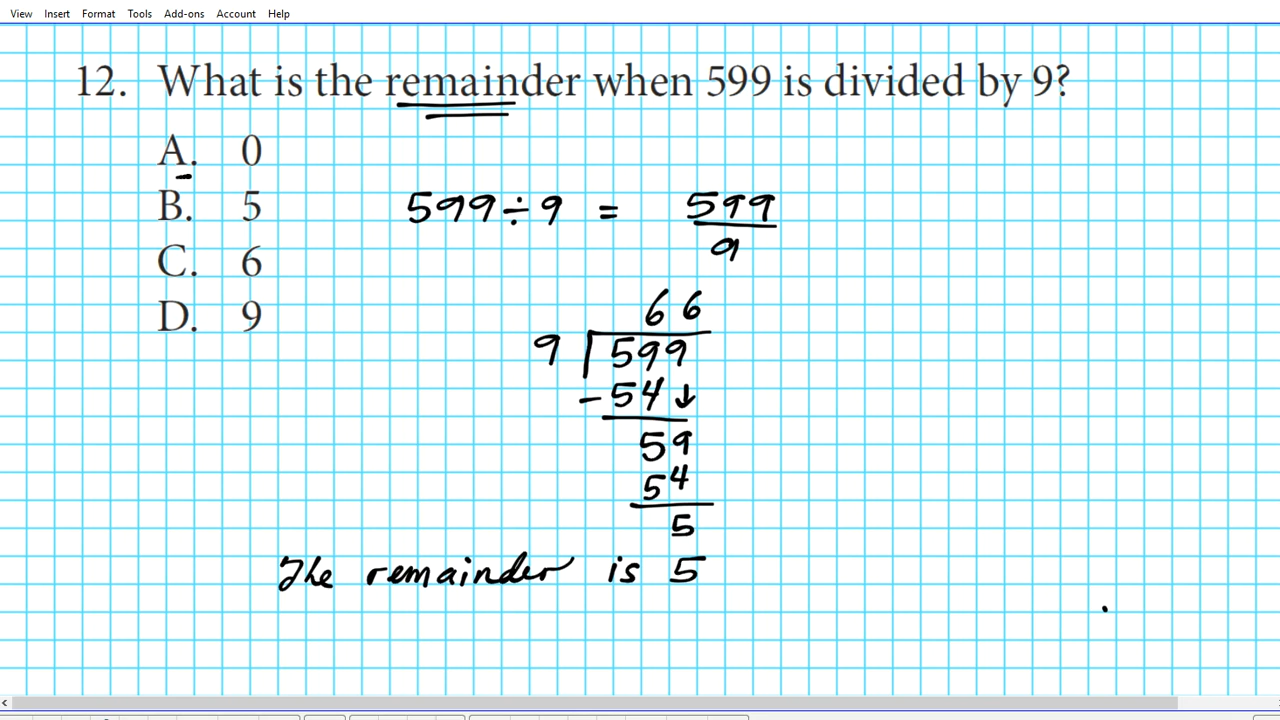 View Insert Format Tools Add-ons Account Help
12. What is the remainder when 599 is divided by 9?
A. 0
B. 5
C. 6
D. 9
599 ÷ 9 = 599
9
66
9 599
- 54 ↓
59
54
5
The remainder is 5